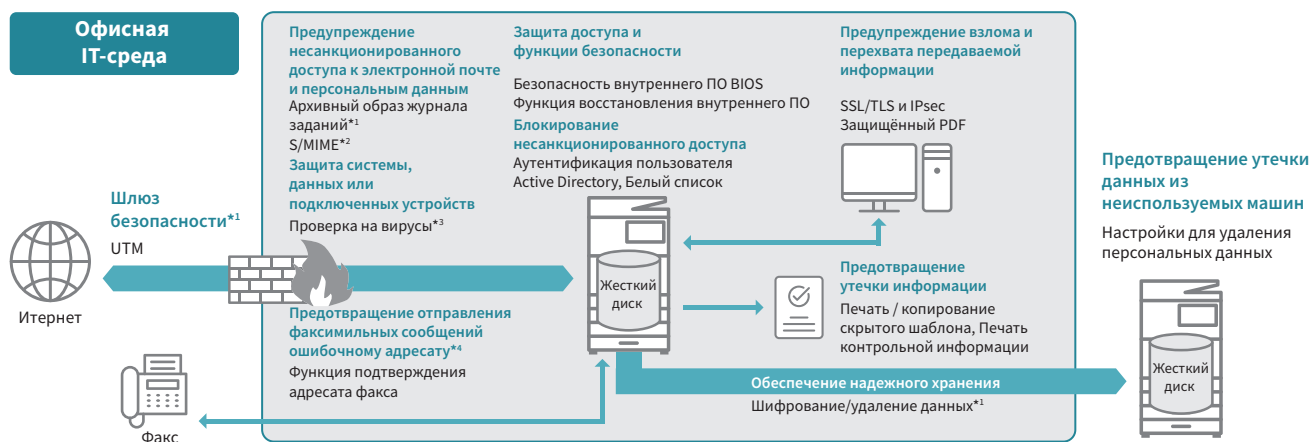 Офисная
IT-среда
Предупреждение
несанкционированного
доступа к электронной почте
и персональным данным
Архивный образ журнала
заданий*1
S/MIME*2
Защита системы,
данных или
подключенных устройств
Проверка на вирусы*3
Защита доступа и
функции безопасности
Безопасность внутреннего ПО BIOS
Функция восстановления внутреннего ПО
Блокирование
несанкционированного доступа
Аутентификация пользователя
Active Directory, Белый список
Предупреждение взлома и
перехвата передаваемой
информации
SSL/TLS и IPsec
Защищённый PDF
Предотвращение утечки
данных из
неиспользуемых машин
Настройки для удаления
персональных данных
Шлюз
безопасности*1
UTM
Итернет
Жесткий
диск
Предотвращение
утечки информации
Печать / копирование
скрытого шаблона, Печать
контрольной информации
Предотвращение отправления
факсимильных сообщений
ошибочному адресату*4
Функция подтверждения
адресата факса
Факс
Обеспечение надежного хранения
Шифрование/удаление данных*1
Жесткий
диск